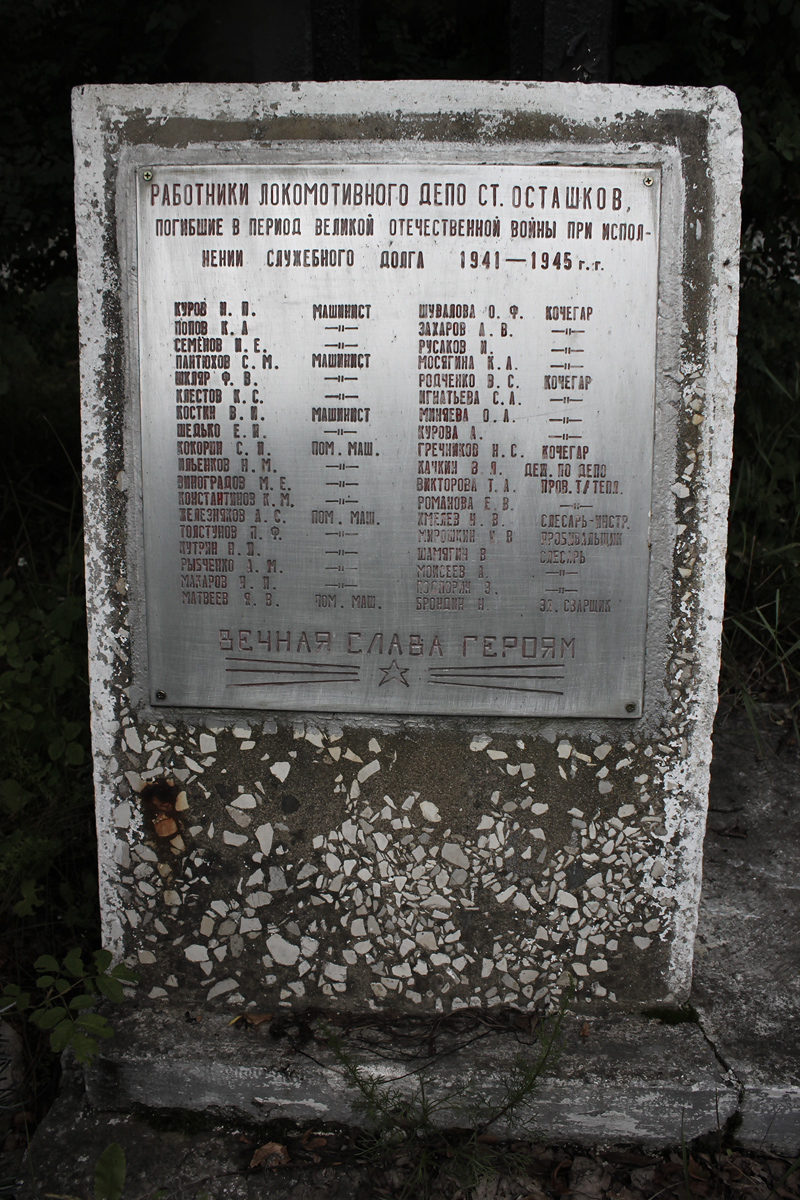 РАБОТНИКИ ЛОКОМОТИВНОГО ДЕПО СТ. ОСТАШКОВ,
ПОГИБШИЕ В ПЕРИОД ВЕЛИКОЙ ОТЕЧЕСТВЕННОЙ ВОЙНЫ ПРИ ИСПОЛ-
НЕНИИ СЛУЖЕБНОГО ДОЛГА 1941—1945 г.г.
КУРОВ И. П. МАШИНИСТ
ПОПОВ К. А —"—
СЕМЁНОВ И. Е. —"—
ПАНТЮХОВ С. М. МАШИНИСТ
ШКЛЯР Ф. В. —"—
КЛЕСТОВ К. С. —"—
КОСТИН В. И. МАШИНИСТ
ШЕДЬКО Е. И. —"—
КОКОРИН С. И. ПОМ. МАШ.
ИЛЬЕНКОВ И. М. —"—
ВИНОГРАДОВ М. Е. —"—
КОНСТАНТИНОВ К. М. —"—
ЖЕЛЕЗНЯКОВ А. С. ПОМ. МАШ.
ТОЛСТУНОВ П. Ф. —"—
КУТРИН И. П. —"—
РЫБЧЕНКО А. М. —"—
МАКАРОВ Я. П. —"—
МАТВЕЕВ Я. В. ПОМ. МАШ.
ШУВАЛОВА О. Ф. КОЧЕГАР
ЗАХАРОВ А. В. —"—
РУСАКОВ И. —"—
МОСЯГИНА К. А. —"—
РОДЧЕНКО В. С. КОЧЕГАР
ИГНАТЬЕВА С. А. —"—
МИНЯЕВА О. А. —"—
КУРОВА А. —"—
ГРЕЧНИКОВ Н. С. КОЧЕГАР
КАЧКИН В. Я. ДЕЖ. ПО ДЕПО
ВИКТОРОВА Т. А. ПРОВ. Т/ТЕПЛ.
РОМАНОВА Е. В. —"—
ХМЕЛЕВ Н. В. СЛЕСАРЬ-ИНСТР.
МИРОШКИН К В ПРОБУВАЛЬЩИК
ШАМЯГИН В СЛЕСАРЬ
МОИСЕЕВ А. —"—
З. —"—
БРОНДИН И. ЭЛ. СВАРЩИК
ВЕЧНАЯ СЛАВА ГЕРОЯМ